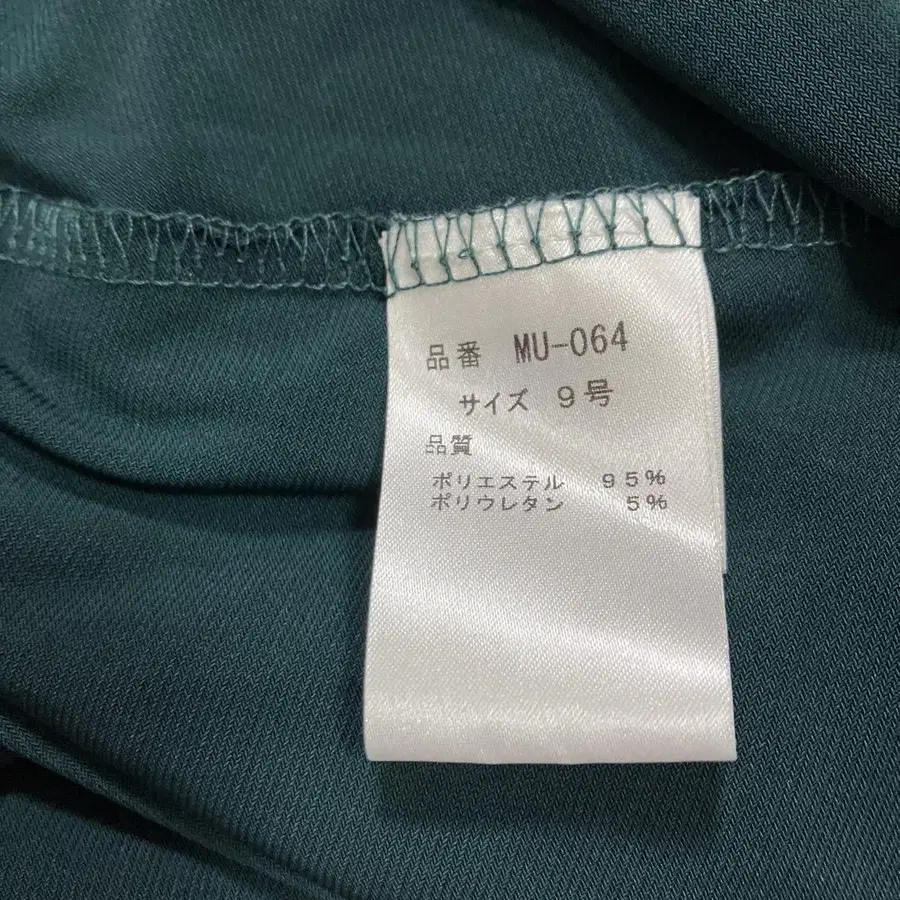 品番 MU-064
サイズ 9号
品質
ポリエステル 95%
ポリウレタン 5%